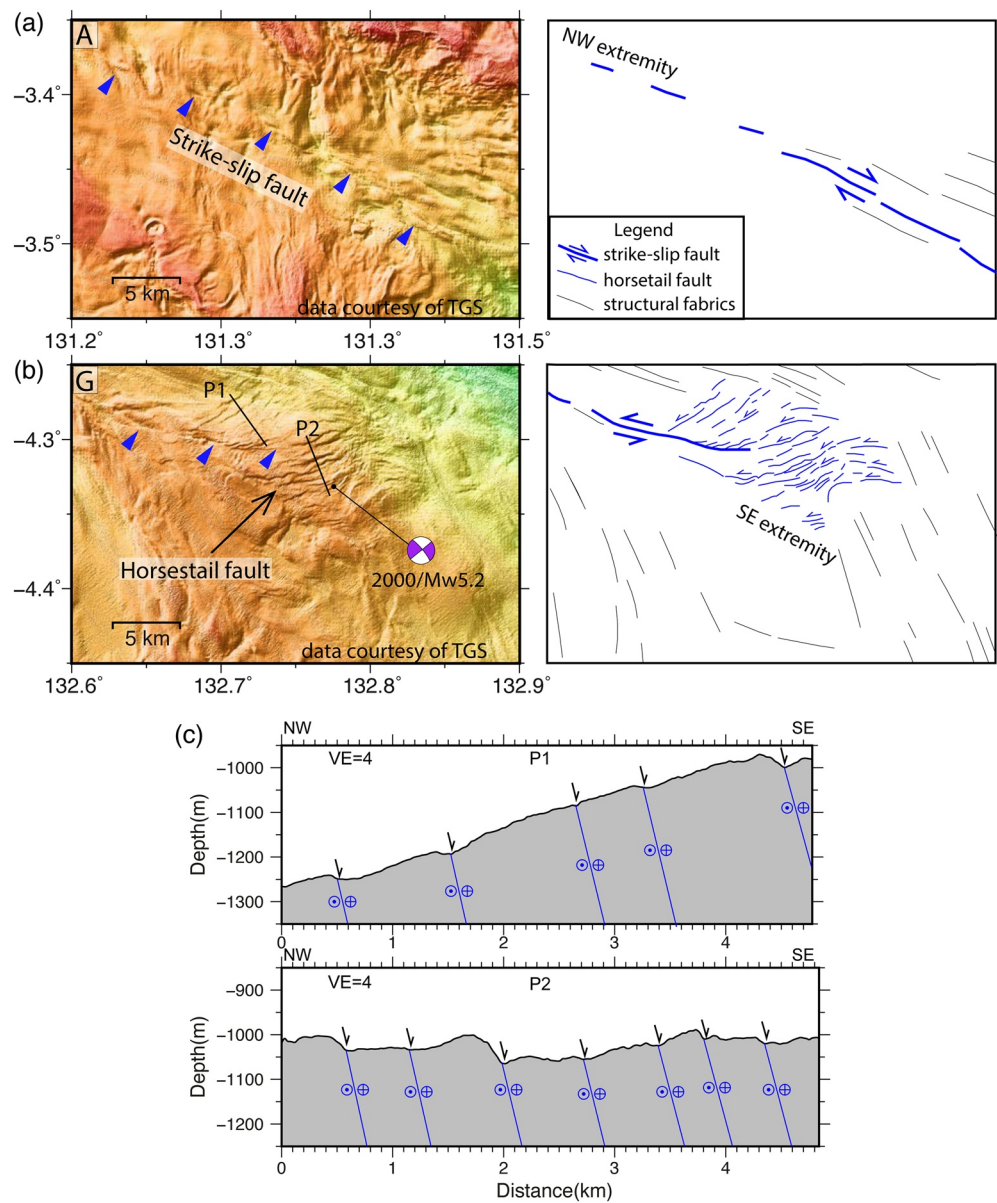 (a)
A
Strike-slip fault
5 km
data courtesy of TGS
−3.4°
−3.5°
131.2°
131.3°
131.3°
131.5°
NW extremity
Legend
strike-slip fault
horsetail fault
structural fabrics
(b)
G
P1
P2
Horsestail fault
2000/Mw5.2
5 km
data courtesy of TGS
−4.3°
−4.4°
132.6°
132.7°
132.8°
132.9°
SE extremity
(c)
NW
SE
VE=4
P1
Depth(m)
−1000
−1100
−1200
−1300
0
1
2
3
4
NW
SE
VE=4
P2
Depth(m)
−900
−1000
−1100
−1200
0
1
2
3
4
Distance(km)